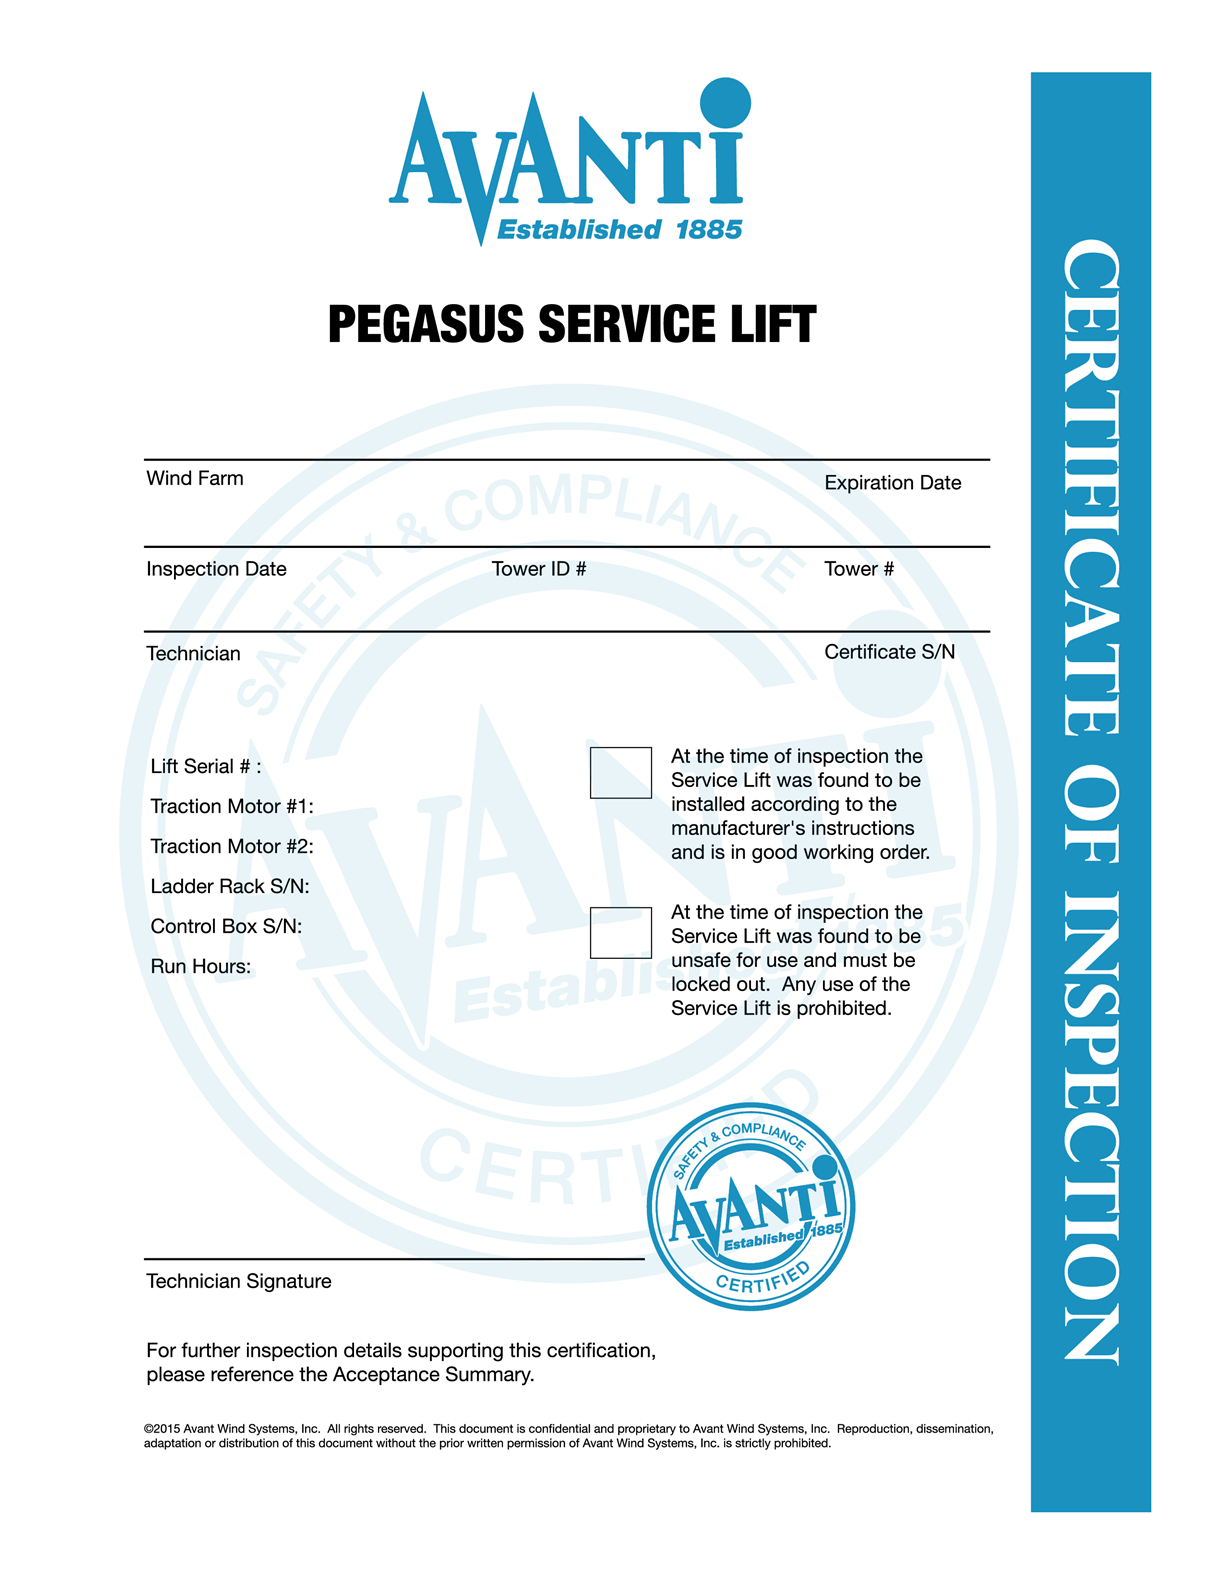 AVANTI
Established 1885
PEGASUS SERVICE LIFT
CERTIFICATE OF INSPECTION
Wind Farm
Expiration Date
Inspection Date
Tower ID #
Tower #
Technician
Certificate S/N
Lift Serial # :
Traction Motor #1:
Traction Motor #2:
Ladder Rack S/N:
Control Box S/N:
Run Hours:
At the time of inspection the
Service Lift was found to be
installed according to the
manufacturer's instructions
and is in good working order.
At the time of inspection the
Service Lift was found to be
unsafe for use and must be
locked out.  Any use of the
Service Lift is prohibited.
SAFETY & COMPLIANCE
AVANTI
Established 1885
CERTIFIED
SAFETY & COMPLIANCE
AVANTI
Established 1885
CERTIFIED
Technician Signature
For further inspection details supporting this certification,
please reference the Acceptance Summary.
©2015 Avant Wind Systems, Inc.  All rights reserved.  This document is confidential and proprietary to Avant Wind Systems, Inc.  Reproduction, dissemination,
adaptation or distribution of this document without the prior written permission of Avant Wind Systems, Inc. is strictly prohibited.